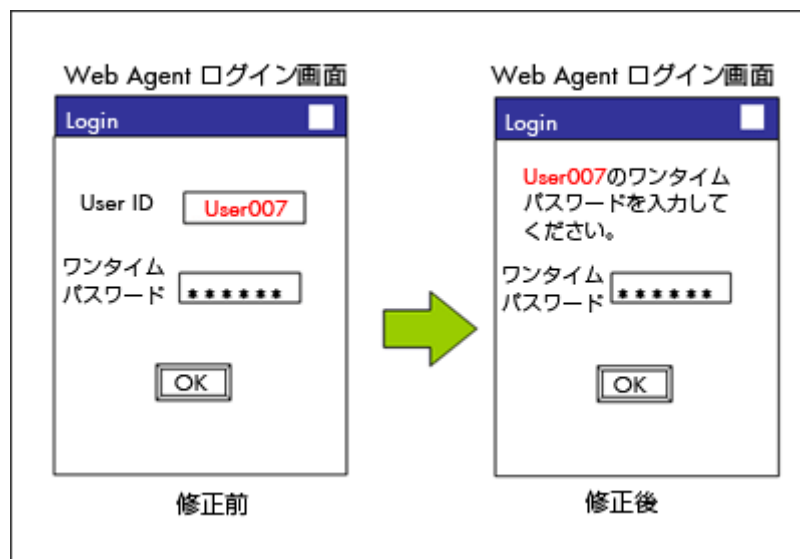 Web Agent ログイン画面
Login
User ID
User007
ワンタイム
パスワード
******
OK
修正前
Web Agent ログイン画面
Login
User007のワンタイム
パスワードを入力して
ください。
ワンタイム
パスワード
******
OK
修正後